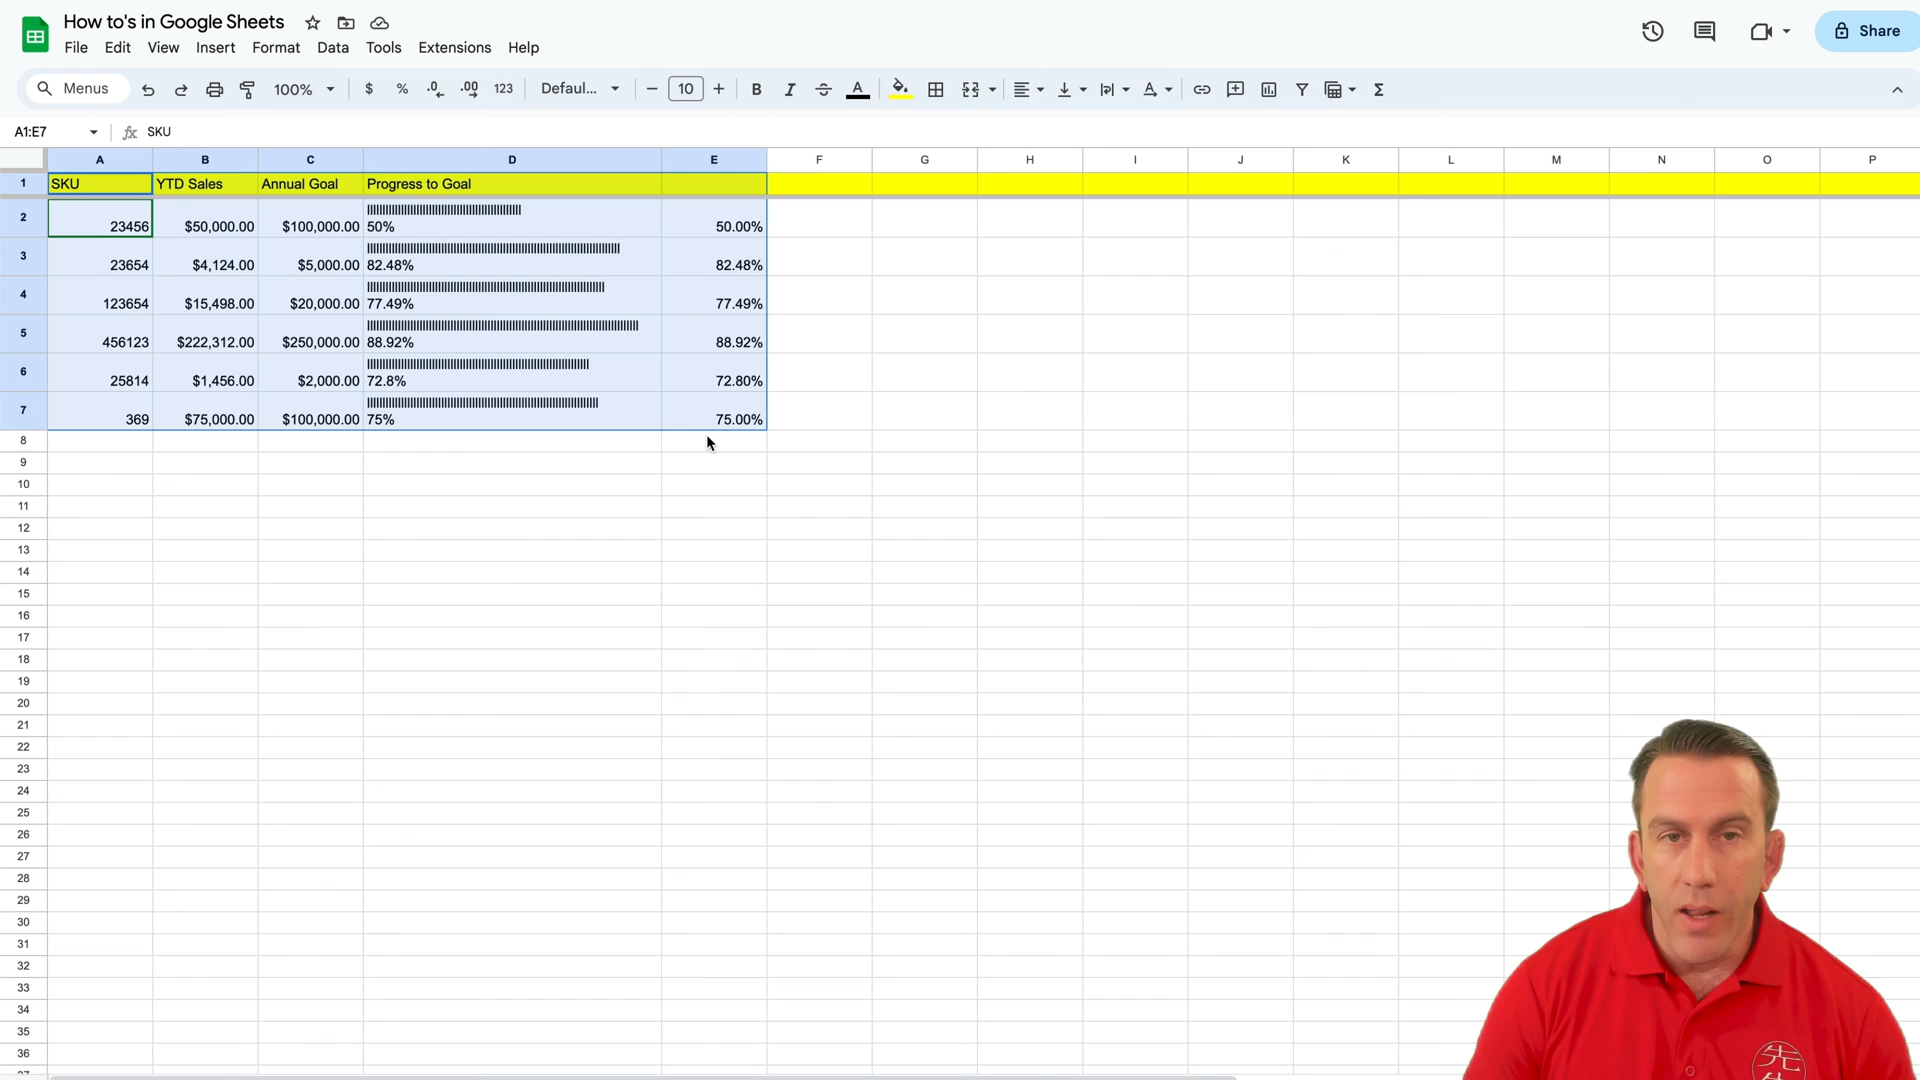 How to's in Google Sheets
File Edit View Insert Format Data Tools Extensions Help
Share
Menus 100% $ % .0 .00 123 Defaul... − 10 + B I A Σ
A1:E7 fx SKU
A B C D E F G H I J K L M N O P
1 SKU YTD Sales Annual Goal Progress to Goal
2 23456 $50,000.00 $100,000.00 50% 50.00%
3 23654 $4,124.00 $5,000.00 82.48% 82.48%
4 123654 $15,498.00 $20,000.00 77.49% 77.49%
5 456123 $222,312.00 $250,000.00 88.92% 88.92%
6 25814 $1,456.00 $2,000.00 72.8% 72.80%
7 369 $75,000.00 $100,000.00 75% 75.00%
8
9
10
11
12
13
14
15
16
17
18
19
20
21
22
23
24
25
26
27
28
29
30
31
32
33
34
35
36